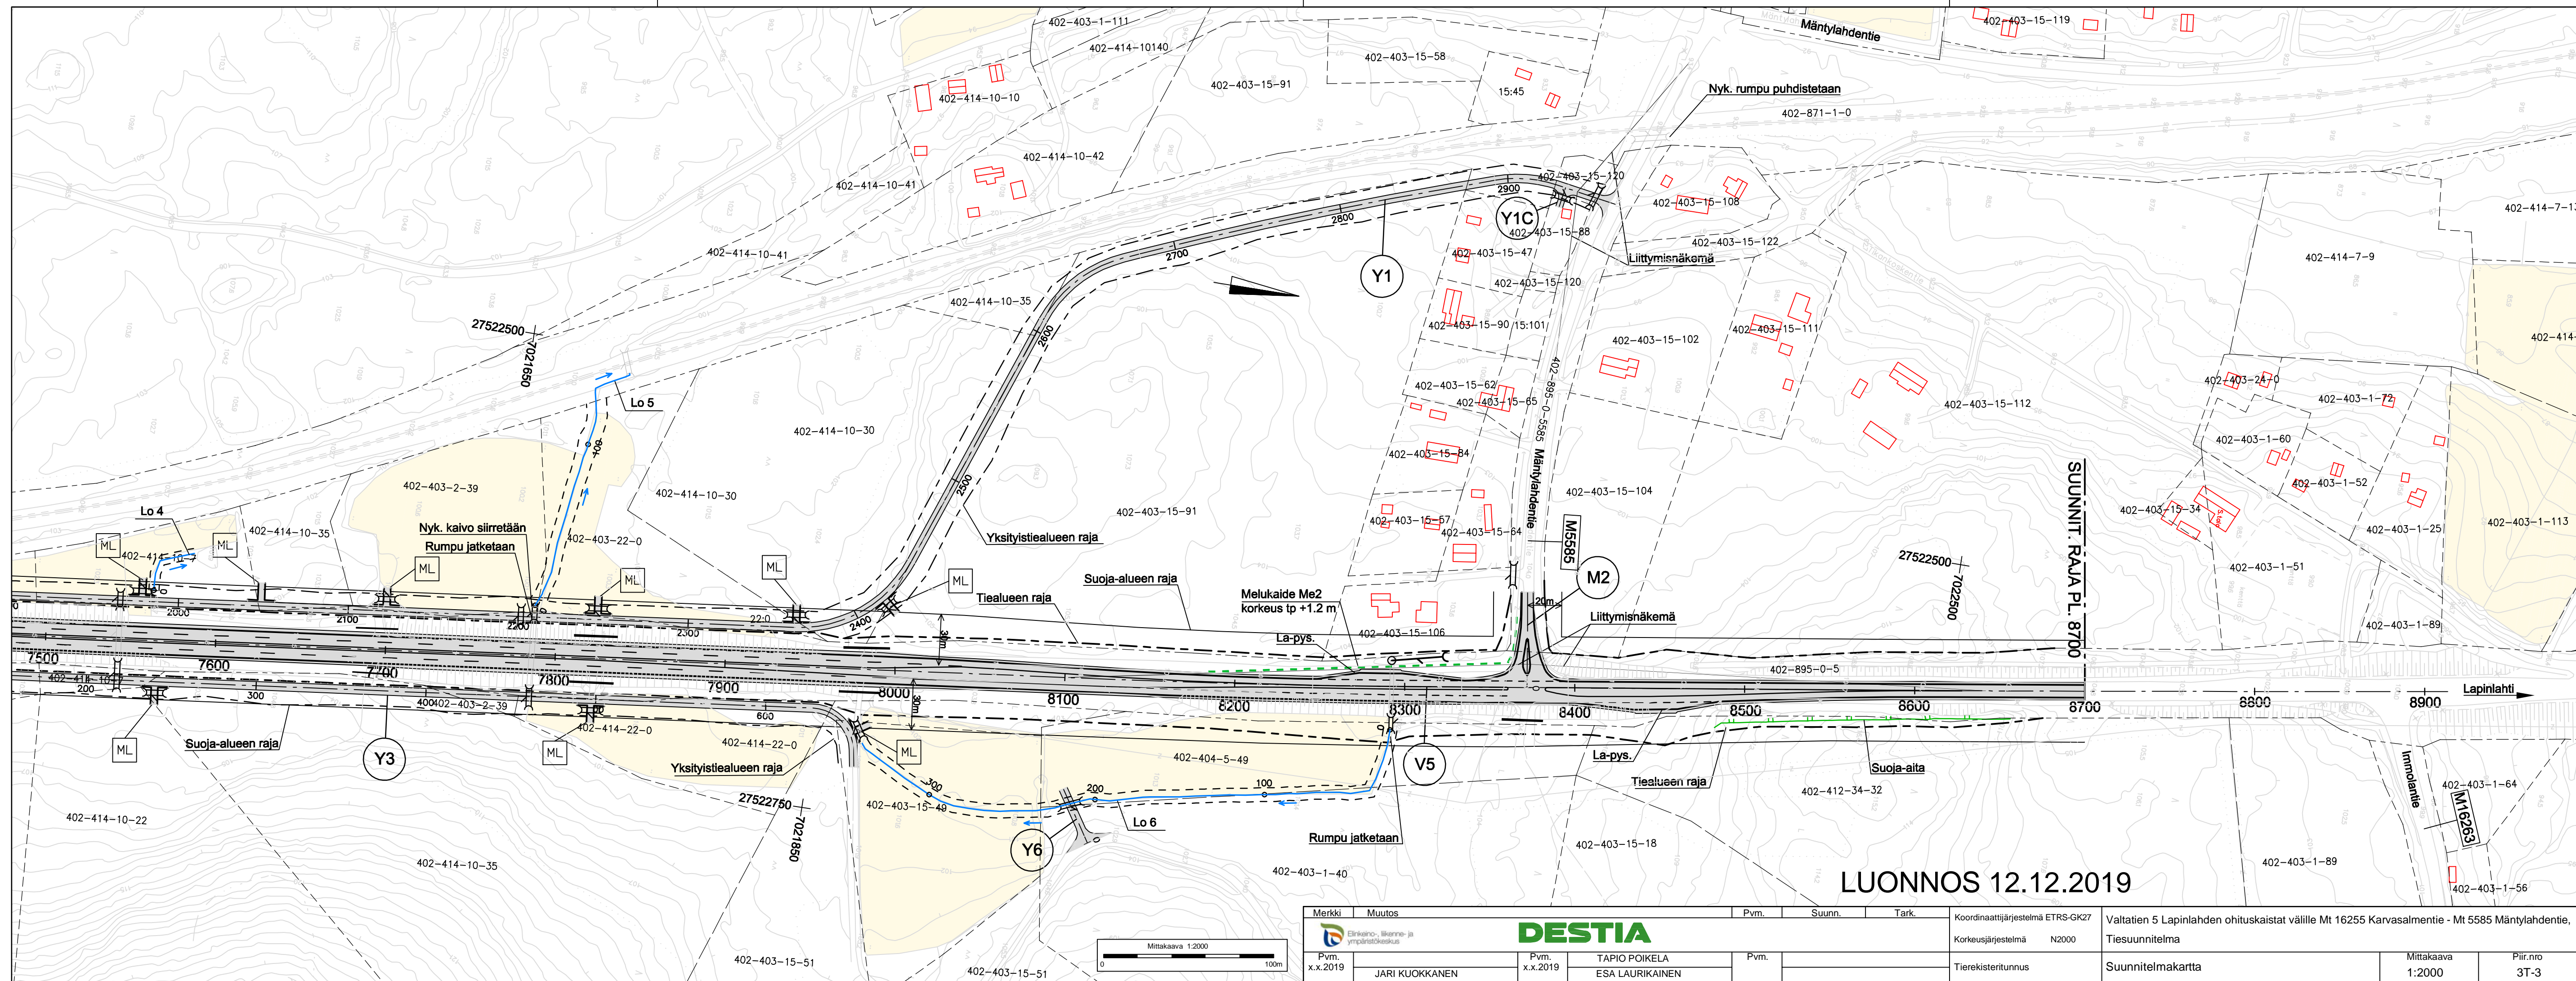 402-403-1-111
402-414-10140
402-403-15-58
402-403-15-91
15:45
Mäntylahdentie
402-403-15-119
Nyk. rumpu puhdistetaan
402-871-1-0
402-414-10-10
402-414-10-42
402-414-10-41
402-403-15-120
402-403-15-108
402-414-7-13
2900
Y1C
2800
402-403-15-88
402-403-15-122
402-414-10-41
2700
402-403-15-47
Liittymisnäkemä
402-414-7-9
Y1
402-403-15-120
402-414-10-35
27522500
7021650
2600
402-403-15-90
15:101
402-403-15-111
402-403-15-102
402-414-
Lo 5
402-403-15-62
402-403-15-65
402-895-0-5585
Mäntylahdentie
402-403-15-112
402-403-24-0
402-403-1-72
402-414-10-30
100
402-403-15-84
402-403-1-60
402-403-2-39
402-414-10-30
2500
402-403-15-104
SUUNNIT. RAJA PL. 8700
402-403-1-52
Lo 4
Nyk. kaivo siirretään
402-403-15-91
402-403-15-57
402-403-15-64
M5585
402-403-15-34
402-403-1-25
402-403-1-113
402-414-10-35
402-403-22-0
Yksityistiealueen raja
Rumpu jatketaan
ML
ML
ML
ML
ML
ML
27522500
7022500
402-403-1-51
Suoja-alueen raja
M2
Tiealueen raja
Melukaide Me2
korkeus tp +1.2 m
20m
Liittymisnäkemä
2000
2100
2200
2300
22:0
2400
30m
La-pys.
402-403-15-106
402-403-1-89
7500
7600
7700
7800
7900
8000
8100
8200
8300
8400
8500
8600
8700
8800
8900
402-895-0-5
Lapinlahti
200
300
400
600
402-403-2-39
30m
402-414-22-0
402-414-22-0
ML
ML
ML
Suoja-alueen raja
Y3
Yksityistiealueen raja
402-404-5-49
V5
La-pys.
Tiealueen raja
Suoja-aita
402-412-34-32
Immolantie
402-403-1-64
M16263
300
200
100
27522750
7021850
402-403-15-49
Lo 6
Y6
402-414-10-22
Rumpu jatketaan
402-403-15-18
402-414-10-35
402-403-1-40
402-403-1-89
402-403-1-56
LUONNOS 12.12.2019
402-403-15-51
402-403-15-51
Mittakaava 1:2000
0
100m
Merkki
Muutos
Pvm.
Suunn.
Tark.
Koordinaattijärjestelmä ETRS-GK27
Valtatien 5 Lapinlahden ohituskaistat välille Mt 16255 Karvasalmentie - Mt 5585 Mäntylahdentie,
Elinkeino-, liikenne- ja
ympäristökeskus
DESTIA
Korkeusjärjestelmä N2000
Tiesuunnitelma
Pvm.
x.x.2019
JARI KUOKKANEN
Pvm.
x.x.2019
TAPIO POIKELA
ESA LAURIKAINEN
Pvm.
Tierekisteritunnus
Suunnitelmakartta
Mittakaava
1:2000
Piir.nro
3T-3